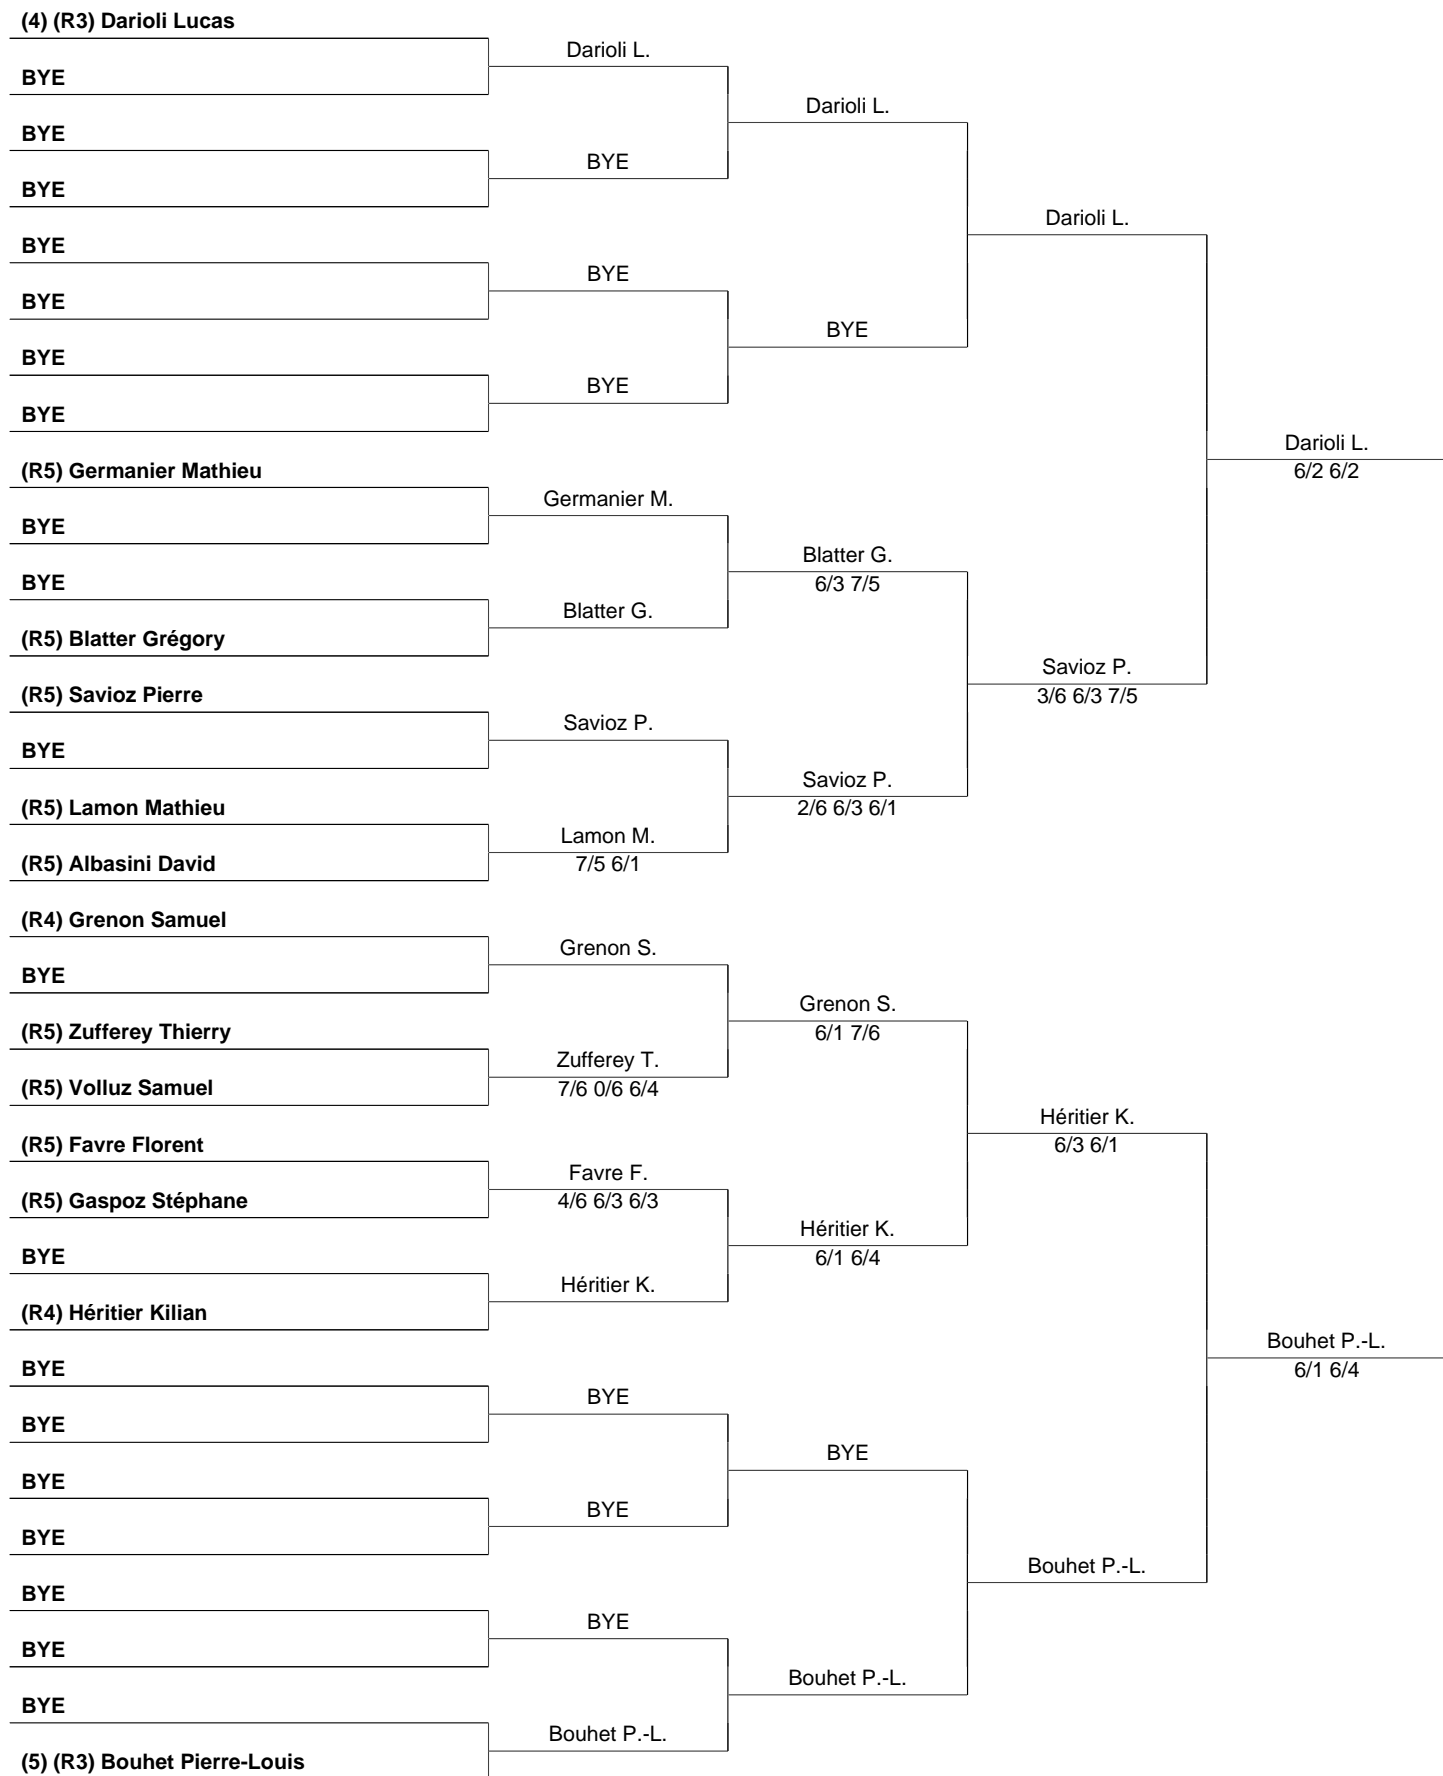 (4) (R3) Darioli Lucas
BYE
BYE
BYE
BYE
BYE
BYE
BYE
(R5) Germanier Mathieu
BYE
BYE
(R5) Blatter Grégory
(R5) Savioz Pierre
BYE
(R5) Lamon Mathieu
(R5) Albasini David
(R4) Grenon Samuel
BYE
(R5) Zufferey Thierry
(R5) Volluz Samuel
(R5) Favre Florent
(R5) Gaspoz Stéphane
BYE
(R4) Héritier Kilian
BYE
BYE
BYE
BYE
BYE
BYE
BYE
(5) (R3) Bouhet Pierre-Louis
Darioli L.
BYE
BYE
BYE
Germanier M.
Blatter G.
Savioz P.
Lamon M.
7/5 6/1
Grenon S.
Zufferey T.
7/6 0/6 6/4
Favre F.
4/6 6/3 6/3
Héritier K.
BYE
BYE
BYE
Bouhet P.-L.
Darioli L.
BYE
Blatter G.
6/3 7/5
Savioz P.
2/6 6/3 6/1
Grenon S.
6/1 7/6
Héritier K.
6/1 6/4
BYE
Bouhet P.-L.
Darioli L.
Savioz P.
3/6 6/3 7/5
Héritier K.
6/3 6/1
Bouhet P.-L.
Darioli L.
6/2 6/2
Bouhet P.-L.
6/1 6/4